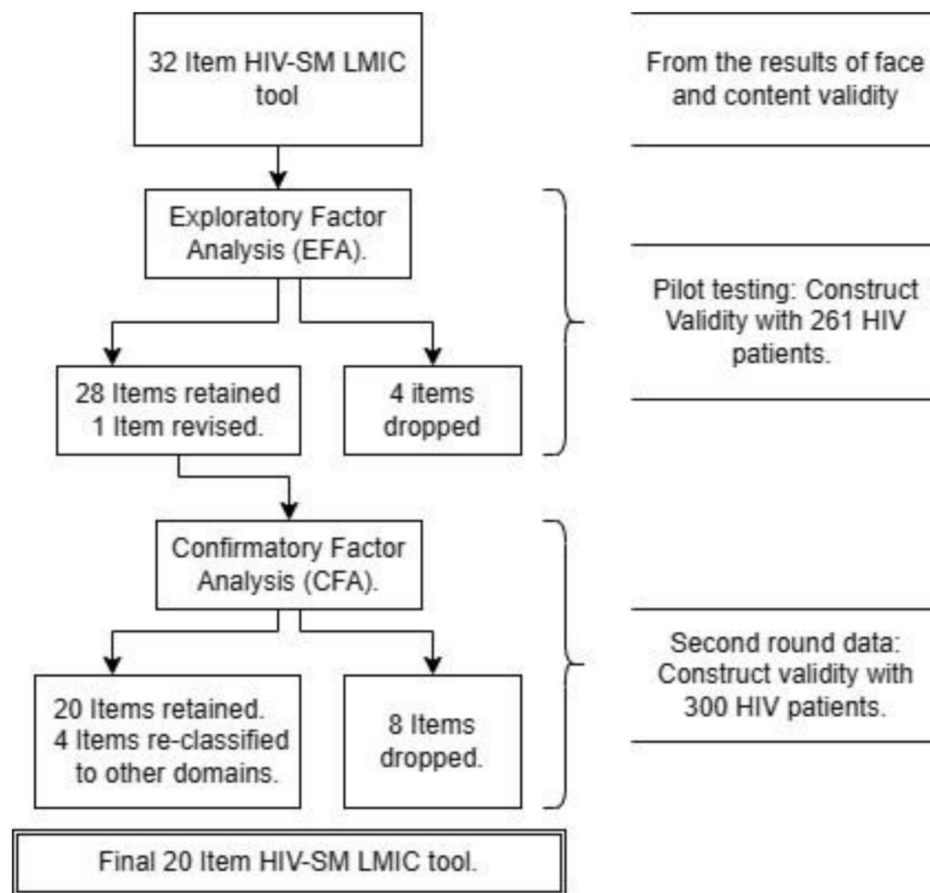 32 Item HIV-SM LMIC
tool
From the results of face
and content validity
Exploratory Factor
Analysis (EFA).
Pilot testing: Construct
Validity with 261 HIV
patients.
28 Items retained
1 Item revised.
4 items
dropped
Confirmatory Factor
Analysis (CFA).
Second round data:
Construct validity with
300 HIV patients.
20 Items retained.
4 Items re-classified
to other domains.
8 Items
dropped.
Final 20 Item HIV-SM LMIC tool.